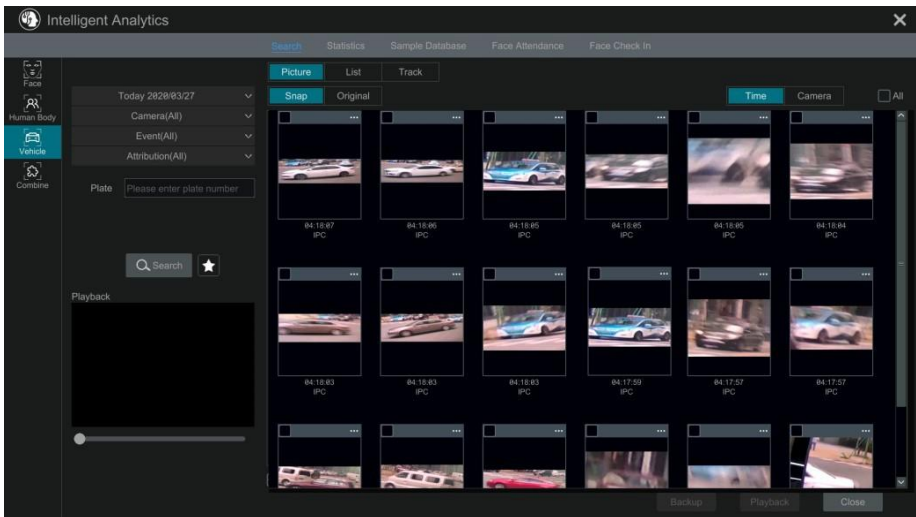 Intelligent Analytics
Search Statistics Sample Database Face Attendance Face Check In
Face
Human Body
Vehicle
Combine
Today 2020/03/27
Camera(All)
Event(All)
Attribution(All)
Plate Please enter plate number
Search
Playback
Picture List Track
Snap Original
Time Camera All
04:18:07 04:18:06 04:18:05 04:18:05 04:18:05 04:18:04
IPC IPC IPC IPC IPC IPC
04:18:03 04:18:03 04:18:03 04:17:59 04:17:57 04:17:57
IPC IPC IPC IPC IPC IPC
Backup Playback Close